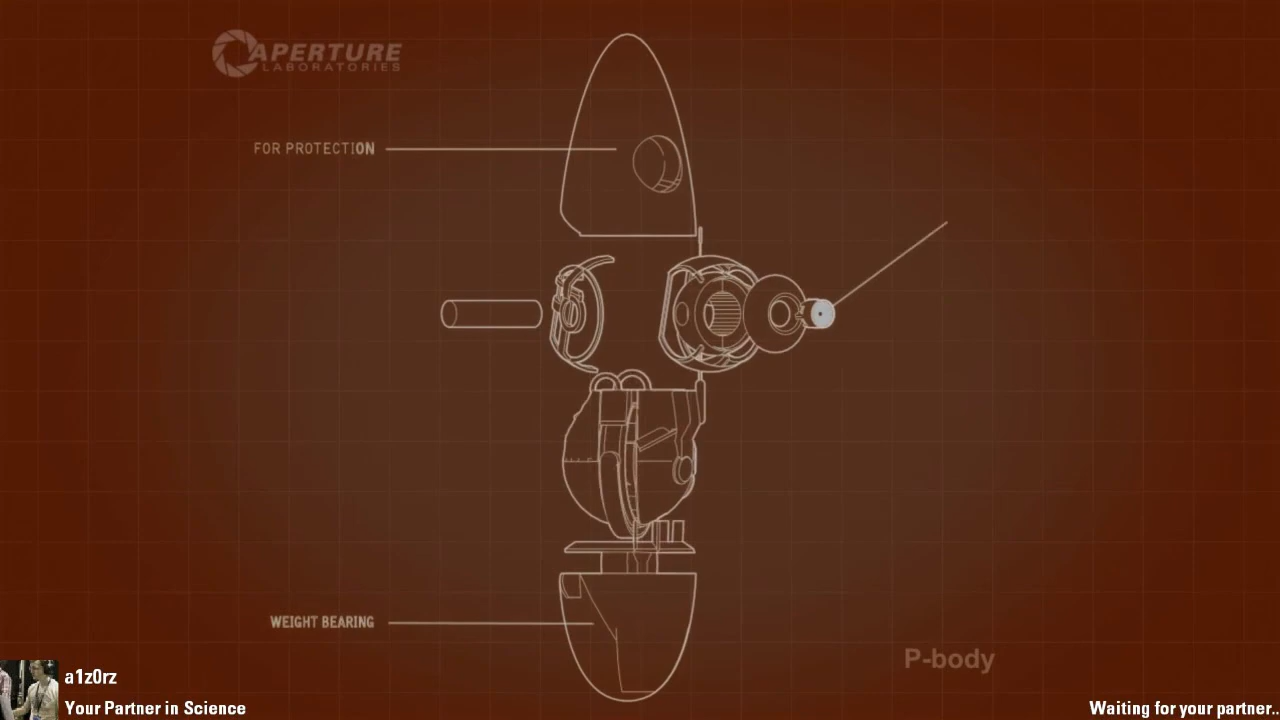 APERTURE
LABORATORIES
FOR PROTECTION
WEIGHT BEARING
P-body
a1z0rz
Your Partner in Science
Waiting for your partner..